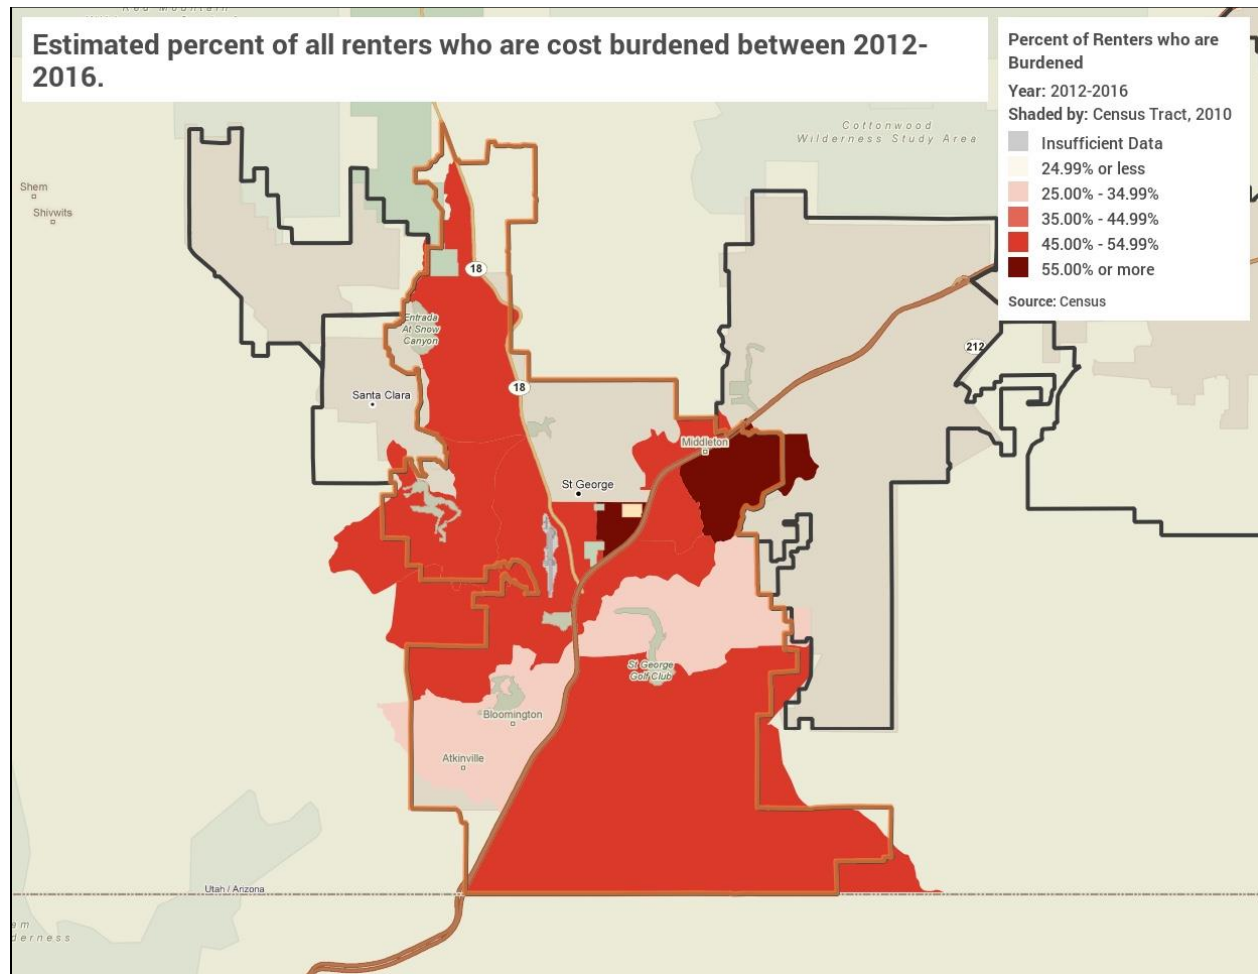 Red Mountain
Estimated percent of all renters who are cost burdened between 2012-
2016.
Percent of Renters who are
Burdened
Year: 2012-2016
Shaded by: Census Tract, 2010
Insufficient Data
24.99% or less
25.00% - 34.99%
35.00% - 44.99%
45.00% - 54.99%
55.00% or more
Source: Census
Cottonwood
Wilderness Study Area
Shem
Shivwits
18
Entrada
At Snow
Canyon
212
18
Santa Clara
Middleton
St George
St George
Golf Club
Bloomington
Atkinville
Utah / Arizona
am
derness